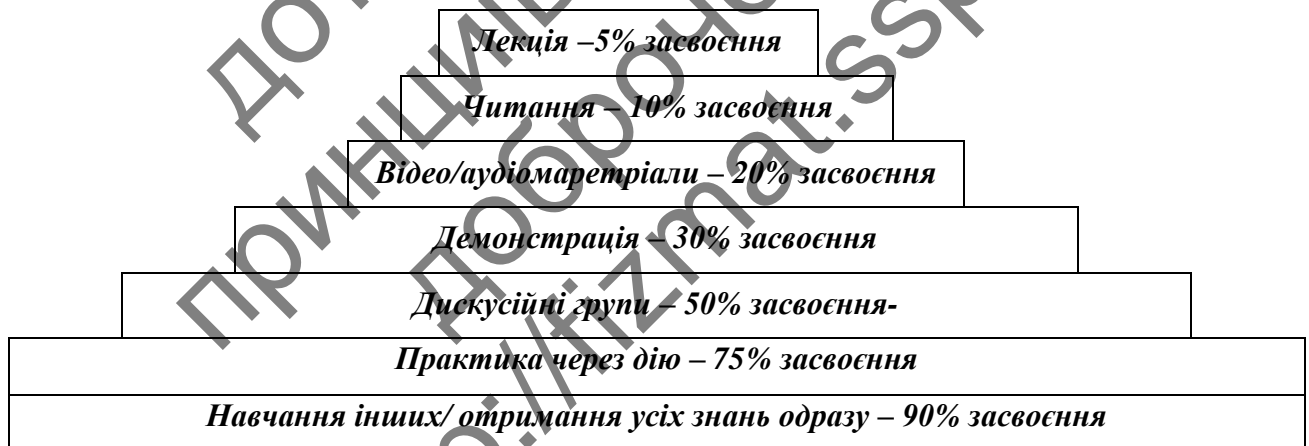 Лекція –5% засвоєння
Читання – 10% засвоєння
Відео/аудіомаретріали – 20% засвоєння
Демонстрація – 30% засвоєння
Дискусійні групи – 50% засвоєння-
Практика через дію – 75% засвоєння
Навчання інших/ отримання усіх знань одразу – 90% засвоєння